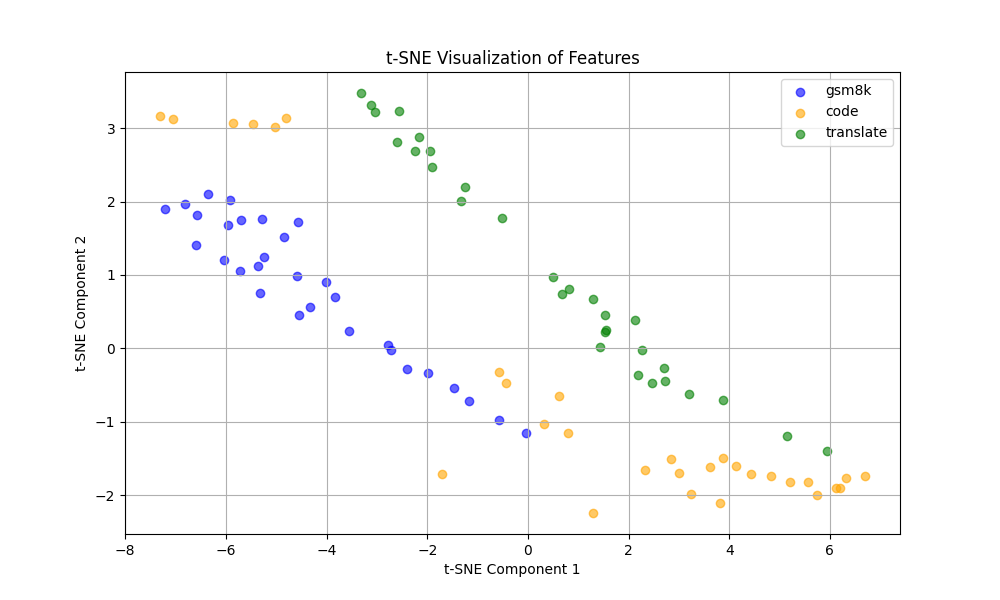 t-SNE Visualization of Features
gsm8k
code
translate
3
2
1
0
−1
−2
t-SNE Component 2
−8 −6 −4 −2 0 2 4 6
t-SNE Component 1